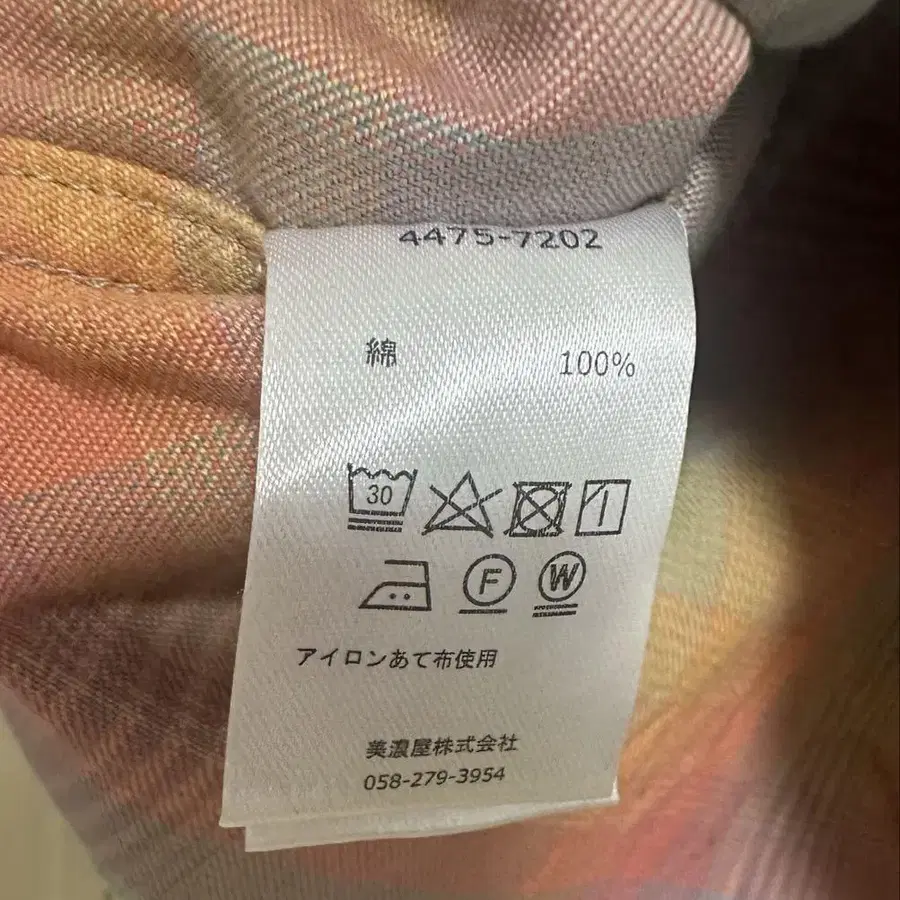 4475-7202
綿 100%
30
F W
アイロンあて布使用
美濃屋株式会社
058-279-3954